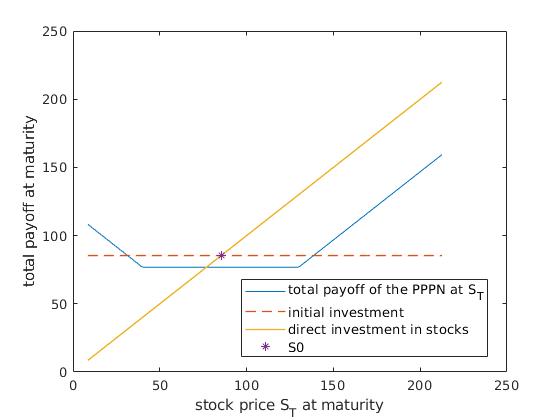 250
200
150
100
50
0
total payoff at maturity
total payoff of the PPPN at S_T
initial investment
direct investment in stocks
S0
0 50 100 150 200 250
stock price S_T at maturity